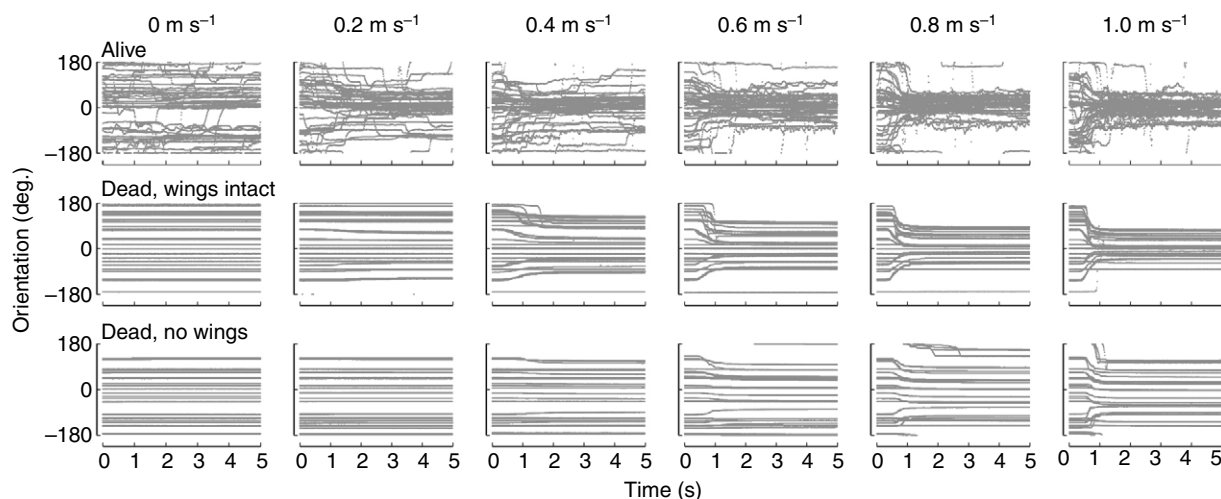 0 m s⁻¹ 0.2 m s⁻¹ 0.4 m s⁻¹ 0.6 m s⁻¹ 0.8 m s⁻¹ 1.0 m s⁻¹
Alive
180
0
−180
Dead, wings intact
180
0
−180
Dead, no wings
180
0
−180
Orientation (deg.)
0 1 2 3 4 5 0 1 2 3 4 5 0 1 2 3 4 5 0 1 2 3 4 5 0 1 2 3 4 5 0 1 2 3 4 5
Time (s)